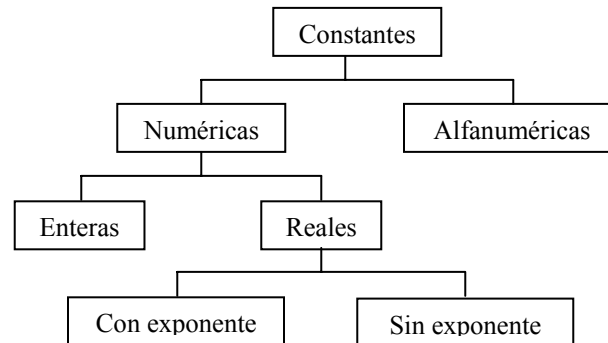 Constantes
Numéricas
Alfanuméricas
Enteras
Reales
Con exponente
Sin exponente